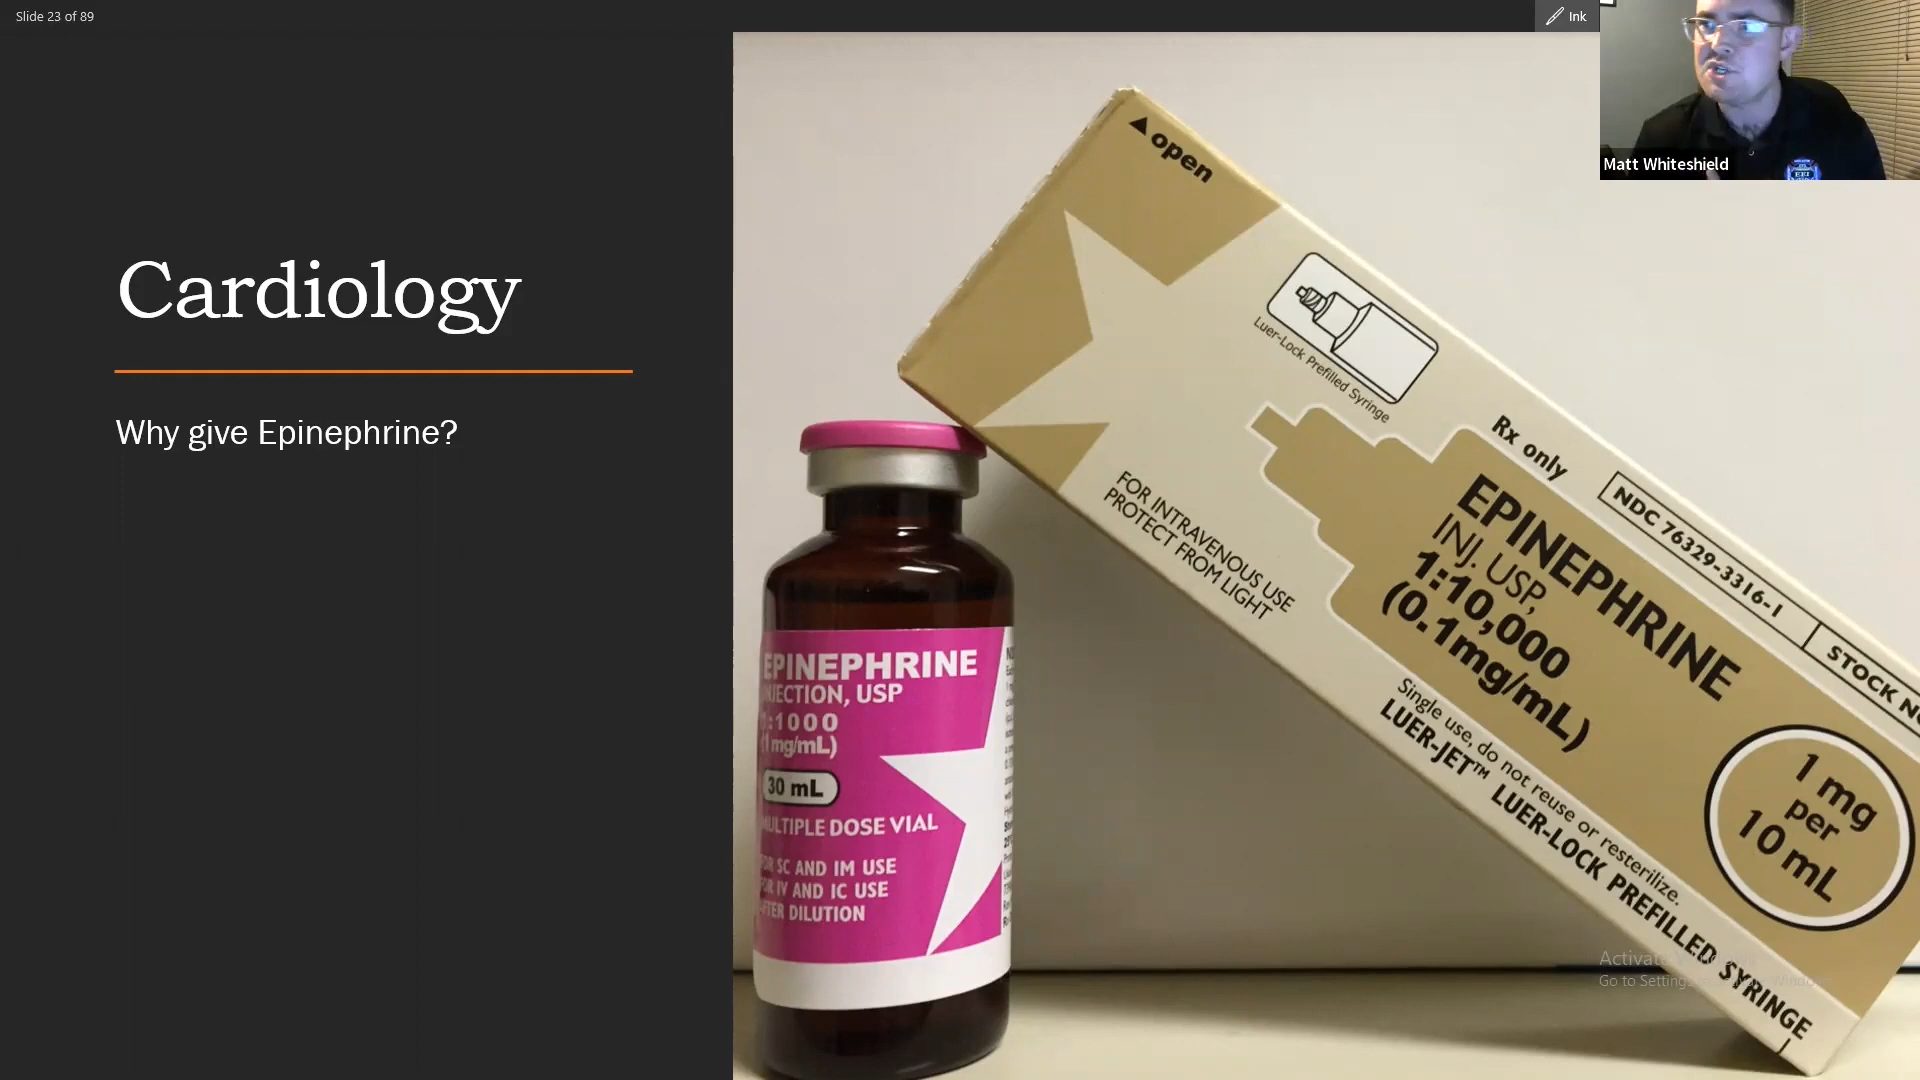 Slide 23 of 89
Ink
Matt Whiteshield
Cardiology
Why give Epinephrine?
open
Luer-Lock Prefilled Syringe
Rx only
NDC 76329-3316-1
STOCK
FOR INTRAVENOUS USE
PROTECT FROM LIGHT
EPINEPHRINE
INJ. USP,
1:10,000
(0.1mg/mL)
Single use, do not reuse or resterilize.
LUER-JET™ LUER-LOCK PREFILLED SYRINGE
1 mg
per
10 mL
EPINEPHRINE
INJECTION, USP
1:1000
(1 mg/mL)
30 mL
MULTIPLE DOSE VIAL
FOR SC AND IM USE
FOR IV AND IC USE
AFTER DILUTION
Activate
Go to Settings
EEI